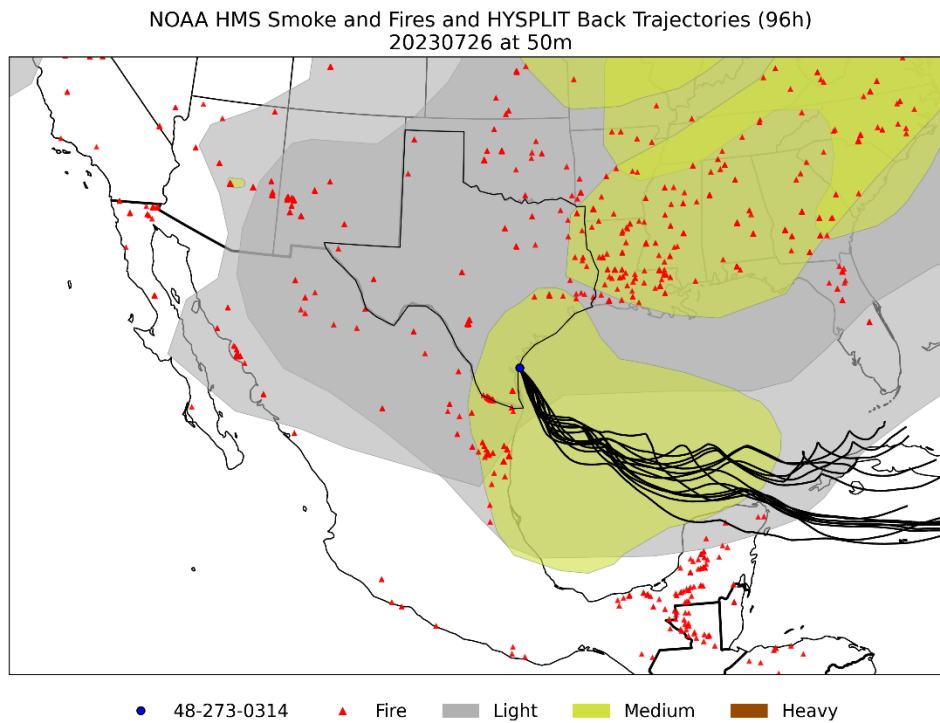 NOAA HMS Smoke and Fires and HYSPLIT Back Trajectories (96h)
20230726 at 50m
48-273-0314 Fire Light Medium Heavy